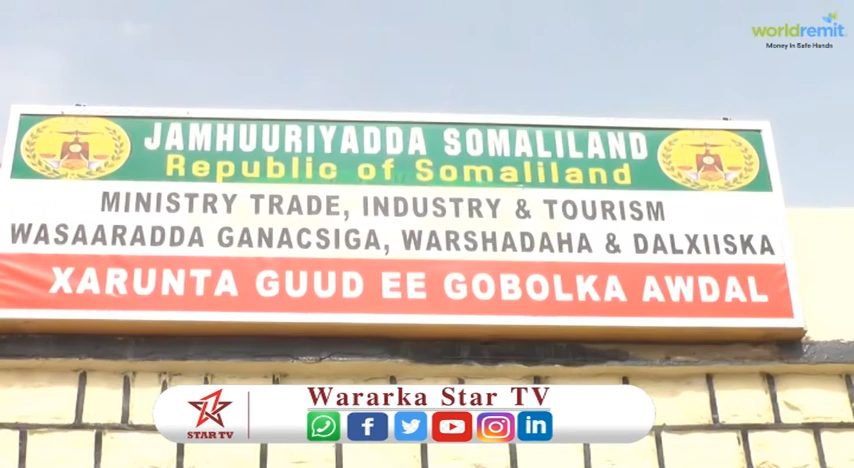 worldremit
Money in Safe Hands
JAMHUURIYADDA SOMALILAND
Republic of Somaliland
MINISTRY TRADE, INDUSTRY & TOURISM
WASAARADDA GANACSIGA, WARSHADAHA & DALXIISKA
XARUNTA GUUD EE GOBOLKA AWDAL
Wararka Star TV
STAR TV